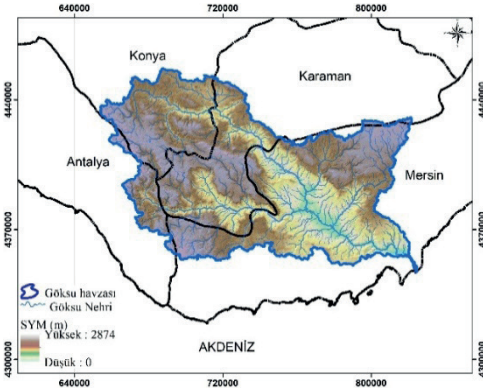 640000 720000 800000
Konya
Karaman
4440000 4440000
Antalya
Mersin
4370000 4370000
Göksu havzası
Göksu Nehri
SYM (m)
Yüksek : 2874
Düşük : 0
AKDENİZ
4300000 4300000
640000 720000 800000